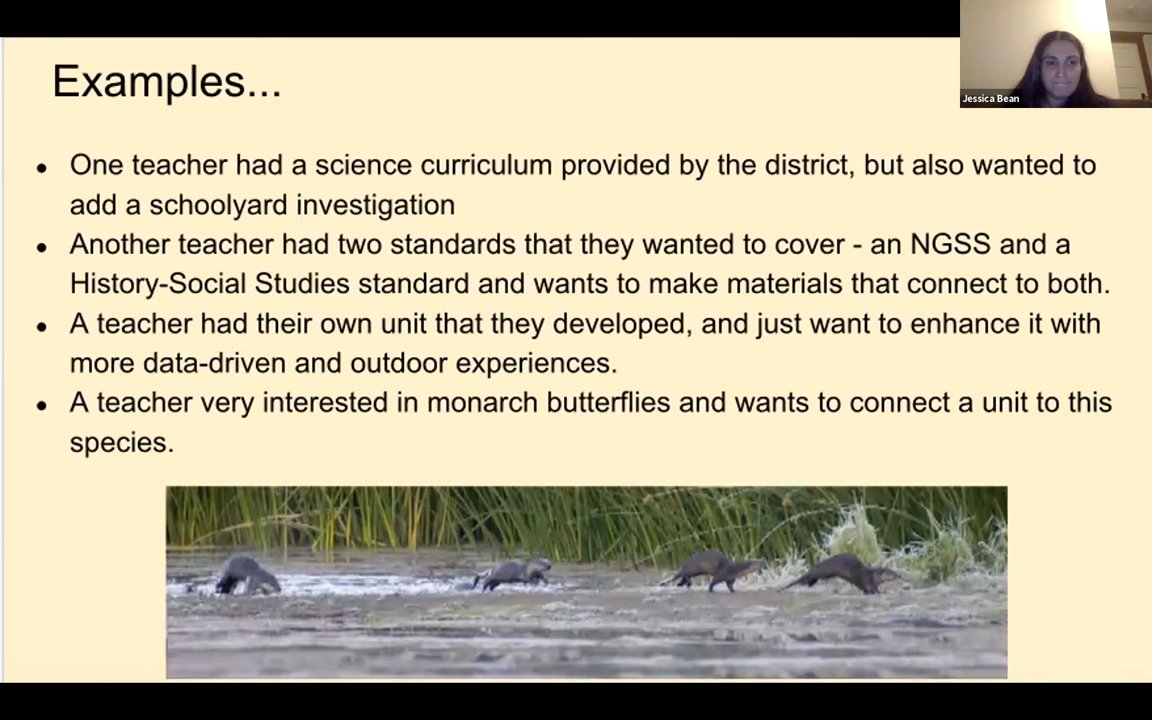 Examples...
Jessica Bean
One teacher had a science curriculum provided by the district, but also wanted to
add a schoolyard investigation
Another teacher had two standards that they wanted to cover - an NGSS and a
History-Social Studies standard and wants to make materials that connect to both.
A teacher had their own unit that they developed, and just want to enhance it with
more data-driven and outdoor experiences.
A teacher very interested in monarch butterflies and wants to connect a unit to this
species.